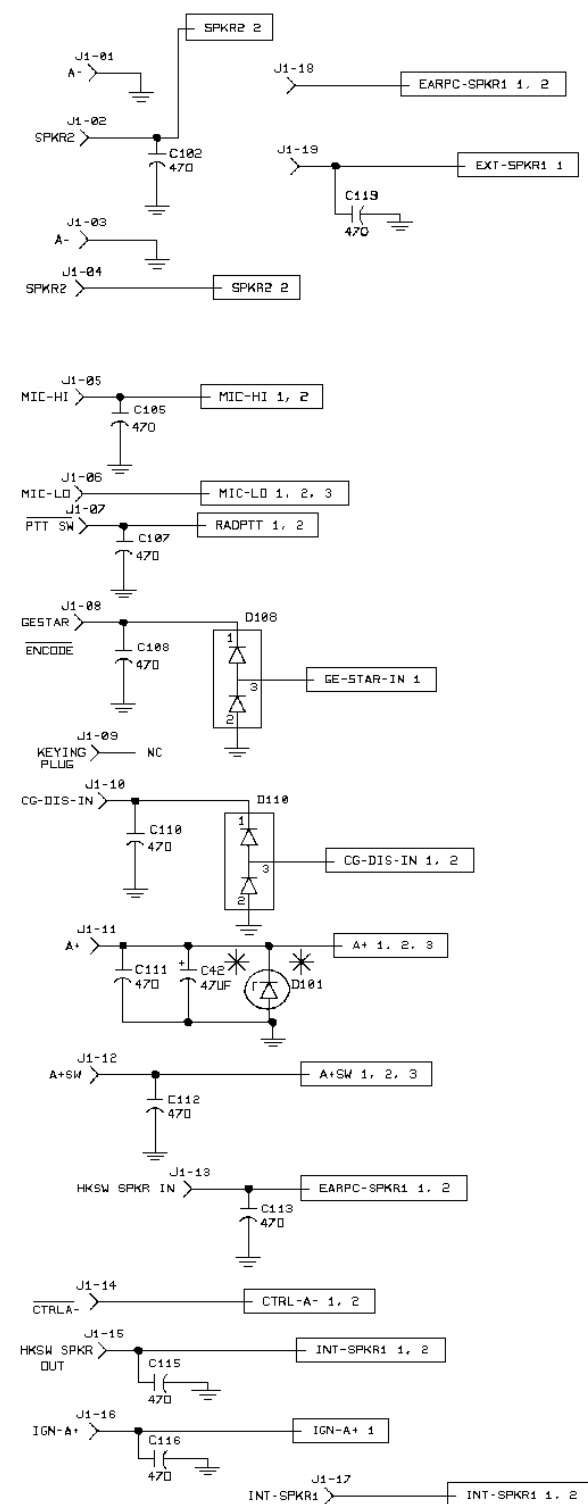 SPKR2 2
J1-01
A-
J1-18
EARPC-SPKR1 1, 2
J1-02
SPKR2
C102
470
J1-19
EXT-SPKR1 1
C119
470
J1-03
A-
J1-04
SPKR2
SPKR2 2
J1-05
MIC-HI
MIC-HI 1, 2
C105
470
J1-06
MIC-LO
MIC-LO 1, 2, 3
J1-07
PTT SW
RADPTT 1, 2
C107
470
J1-08
GESTAR
ENCODE
C108
470
D108
1
3
2
GE-STAR-IN 1
J1-09
KEYING
PLUG
NC
J1-10
CG-DIS-IN
C110
470
D110
1
3
2
CG-DIS-IN 1, 2
J1-11
A+
A+ 1, 2, 3
C111
470
+
C42
47UF
D101
J1-12
A+SW
A+SW 1, 2, 3
C112
470
J1-13
HKSW SPKR IN
EARPC-SPKR1 1, 2
C113
470
J1-14
CTRLA-
CTRL-A- 1, 2
J1-15
HKSW SPKR
OUT
INT-SPKR1 1, 2
C115
470
J1-16
IGN-A+
IGN-A+ 1
C116
470
J1-17
INT-SPKR1
INT-SPKR1 1, 2